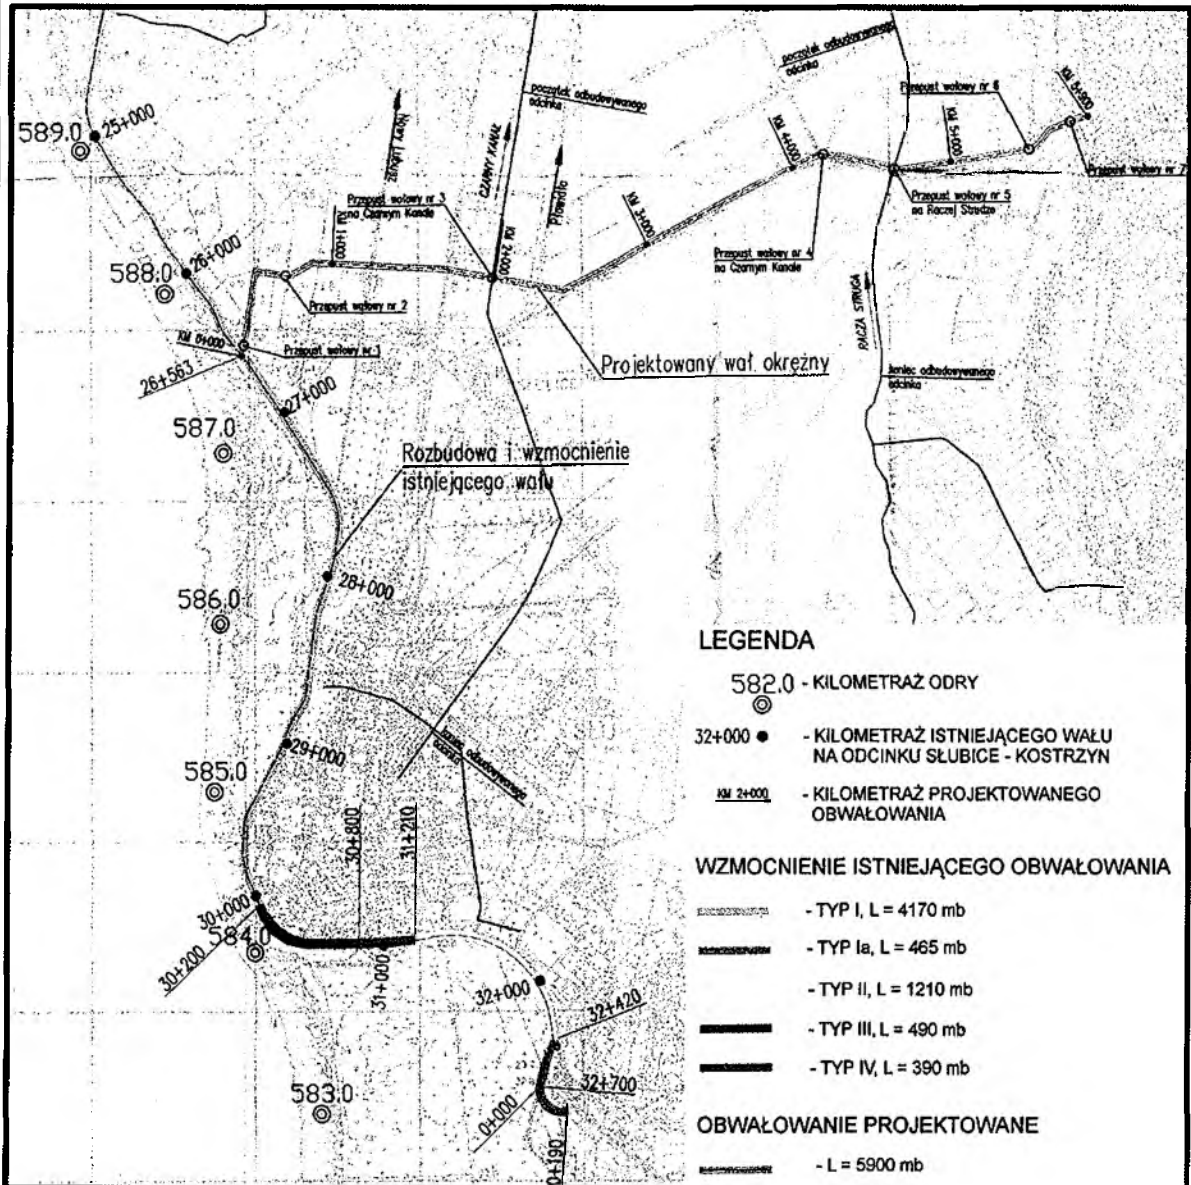 589.0
25+000
588.0
26+000
KM 0+000
26+563
587.0
27+000
586.0
28+000
585.0
29+000
30+000
584.0
30+200
30+800
31+210
31+000
32+000
32+420
32+700
0+000
0+190
583.0
CZARNY KANAŁ
początek odbudowywanego
odcinka
Przepust wałowy nr 3
na Czarnym Kanale
KM 1+000
Przepust wałowy nr 2
Przepust wałowy nr 1
KM 2+000
KM 3+000
KM 4+000
początek odbudowywanego
odcinka
Przepust wałowy nr 6
KM 5+000
KM 5+900
Przepust wałowy nr 7
Przepust wałowy nr 5
na Raczej Strudze
Przepust wałowy nr 4
na Czarnym Kanale
RACZA STRUGA
koniec odbudowywanego
odcinka
Projektowany wał okrężny
Rozbudowa i wzmocnienie
istniejącego wału
koniec odbudowywanego
odcinka
LEGENDA
582.0 - KILOMETRAŻ ODRY
32+000 - KILOMETRAŻ ISTNIEJĄCEGO WAŁU
NA ODCINKU SŁUBICE - KOSTRZYN
KM 2+000 - KILOMETRAŻ PROJEKTOWANEGO
OBWAŁOWANIA
WZMOCNIENIE ISTNIEJĄCEGO OBWAŁOWANIA
- TYP I, L = 4170 mb
- TYP Ia, L = 465 mb
- TYP II, L = 1210 mb
- TYP III, L = 490 mb
- TYP IV, L = 390 mb
OBWAŁOWANIE PROJEKTOWANE
- L = 5900 mb